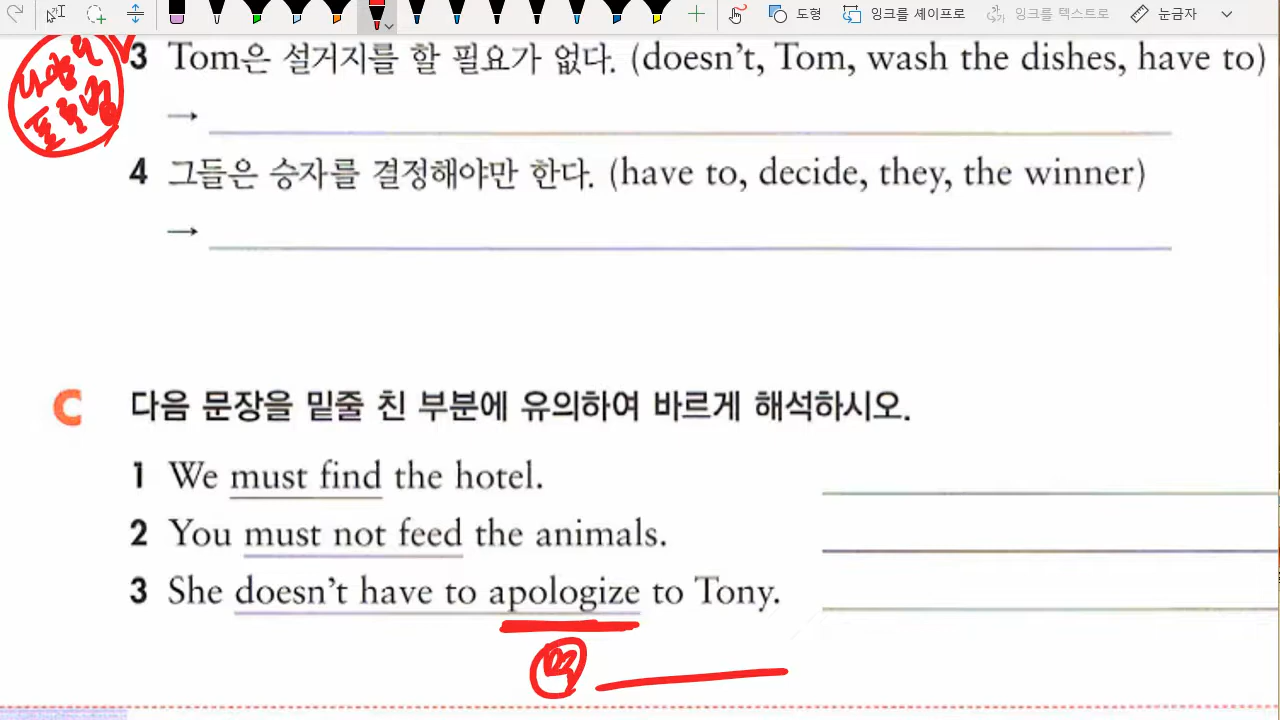 도형 잉크를 셰이프로 잉크를 텍스트로 눈금자
3 Tom은 설거지를 할 필요가 없다. (doesn't, Tom, wash the dishes, have to)
→
4 그들은 승자를 결정해야만 한다. (have to, decide, they, the winner)
→
C 다음 문장을 밑줄 친 부분에 유의하여 바르게 해석하시오.
1 We must find the hotel.
2 You must not feed the animals.
3 She doesn't have to apologize to Tony.